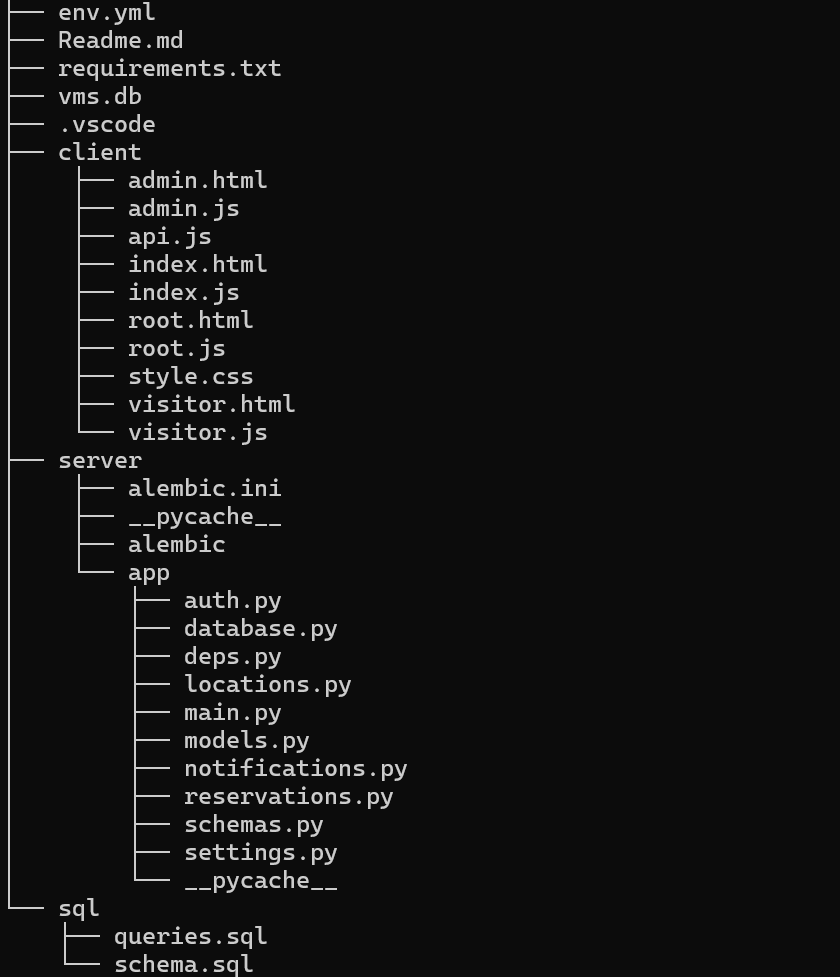 ├── env.yml
├── Readme.md
├── requirements.txt
├── vms.db
├── .vscode
├── client
│    ├── admin.html
│    ├── admin.js
│    ├── api.js
│    ├── index.html
│    ├── index.js
│    ├── root.html
│    ├── root.js
│    ├── style.css
│    ├── visitor.html
│    └── visitor.js
├── server
│    ├── alembic.ini
│    ├── __pycache__
│    ├── alembic
│    └── app
│        ├── auth.py
│        ├── database.py
│        ├── deps.py
│        ├── locations.py
│        ├── main.py
│        ├── models.py
│        ├── notifications.py
│        ├── reservations.py
│        ├── schemas.py
│        ├── settings.py
│        └── __pycache__
└── sql
    ├── queries.sql
    └── schema.sql